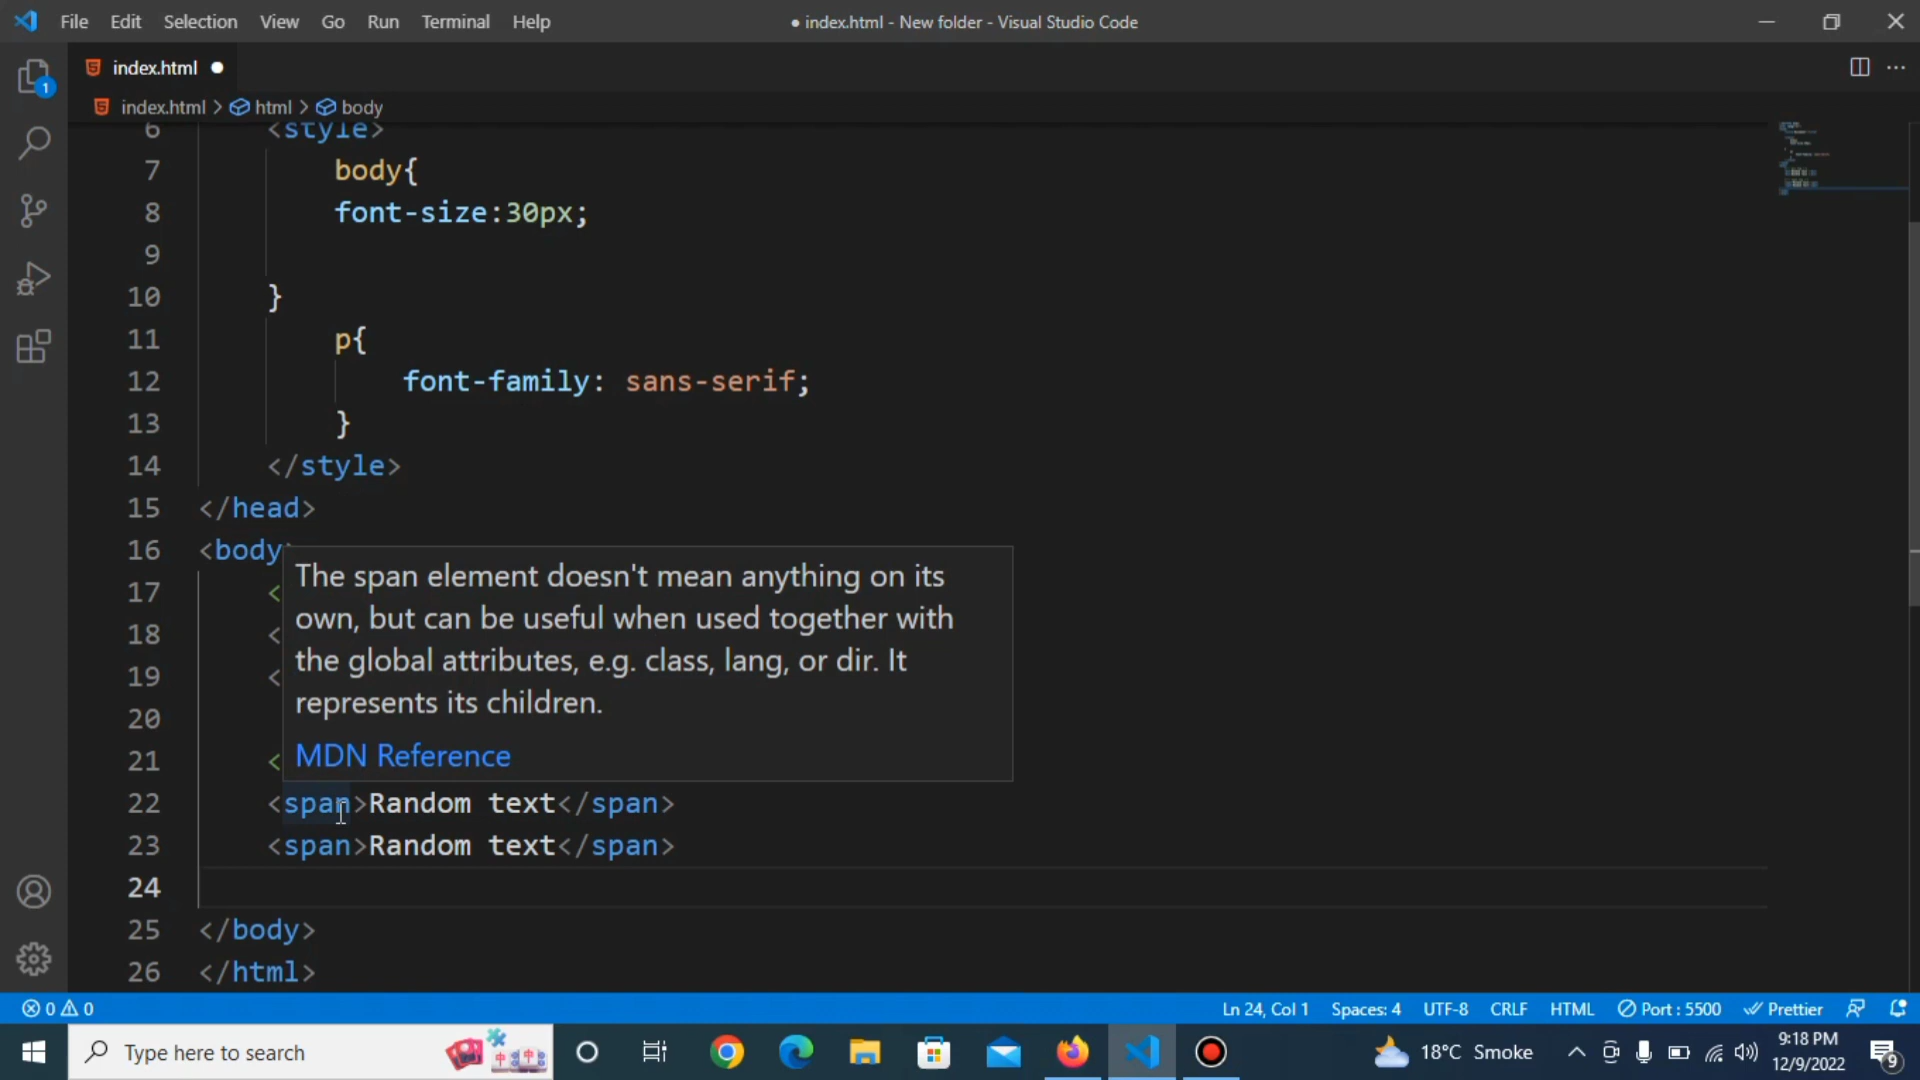 File Edit Selection View Go Run Terminal Help
● index.html - New folder - Visual Studio Code
1
index.html ●
index.html > html > body
6 <style>
7 body{
8 font-size:30px;
9
10 }
11 p{
12 font-family: sans-serif;
13 }
14 </style>
15 </head>
16 <body>
17 <
18 <
19 <
20
21 <
The span element doesn't mean anything on its
own, but can be useful when used together with
the global attributes, e.g. class, lang, or dir. It
represents its children.
MDN Reference
22 <span>Random text</span>
23 <span>Random text</span>
24
25 </body>
26 </html>
0 0 Ln 24, Col 1 Spaces: 4 UTF-8 CRLF HTML Port : 5500 Prettier
Type here to search
18°C Smoke
9:18 PM
12/9/2022
9